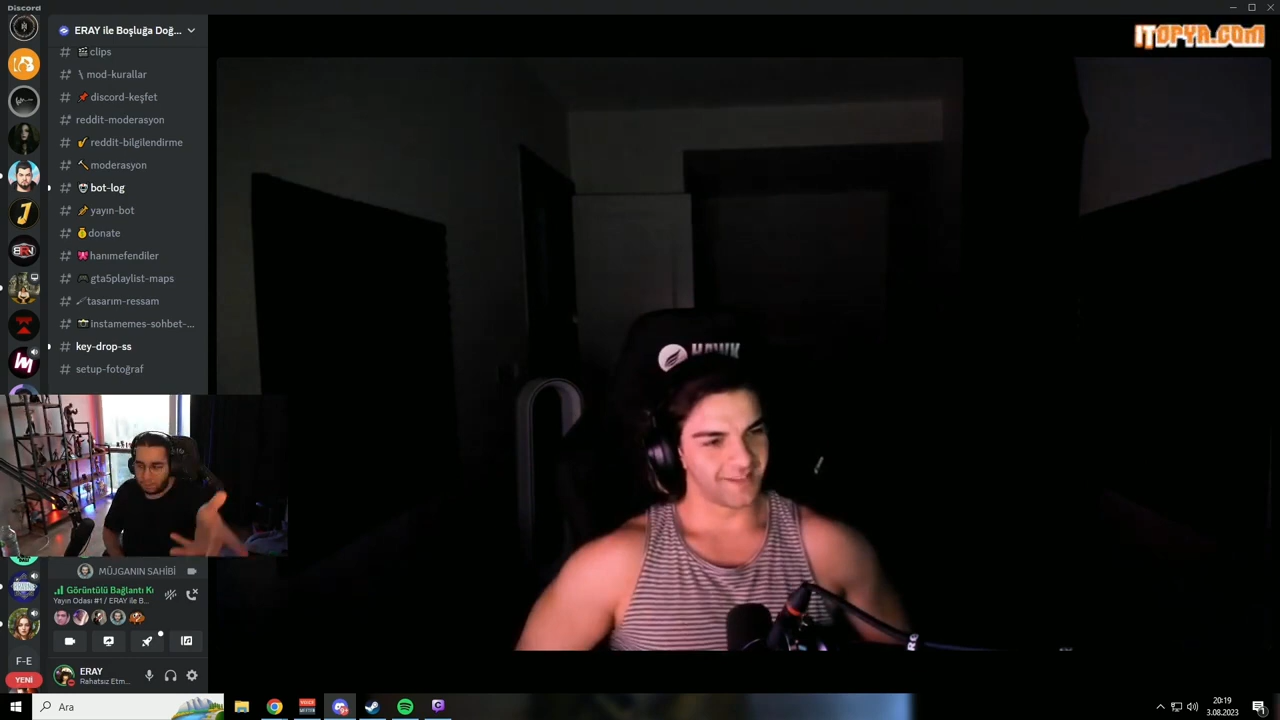 Discord
ERAY ile Boşluğa Doğ...
ITOPYA.COM
clips
\ mod-kurallar
discord-keşfet
reddit-moderasyon
reddit-bilgilendirme
moderasyon
bot-log
yayın-bot
donate
hanımefendiler
gta5playlist-maps
tasarım-ressam
instamemes-sohbet-...
key-drop-ss
setup-fotoğraf
HAWK
MÜJGANIN SAHİBİ
Görüntülü Bağlantı Kı
Yayın Odası #1 / ERAY ile B...
F-E
YENİ
ERAY
Rahatsız Etm...
Ara
20:19
3.08.2023